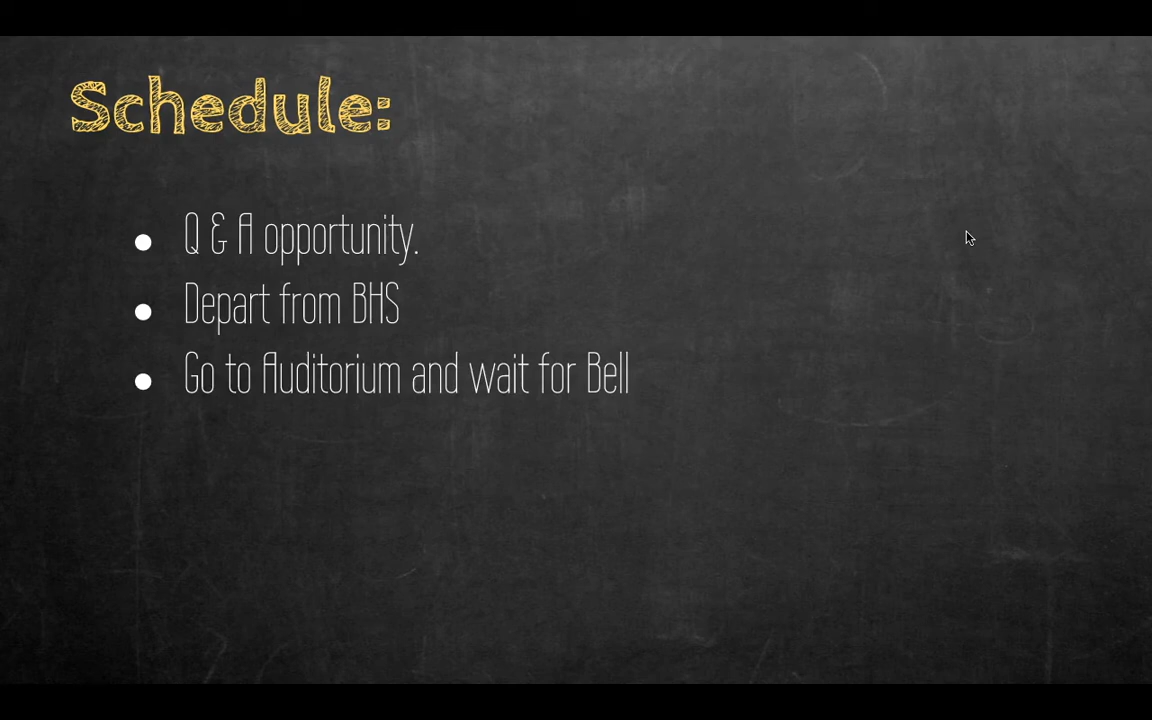 Schedule:
● Q & A opportunity.
● Depart from BHS
● Go to Auditorium and wait for Bell